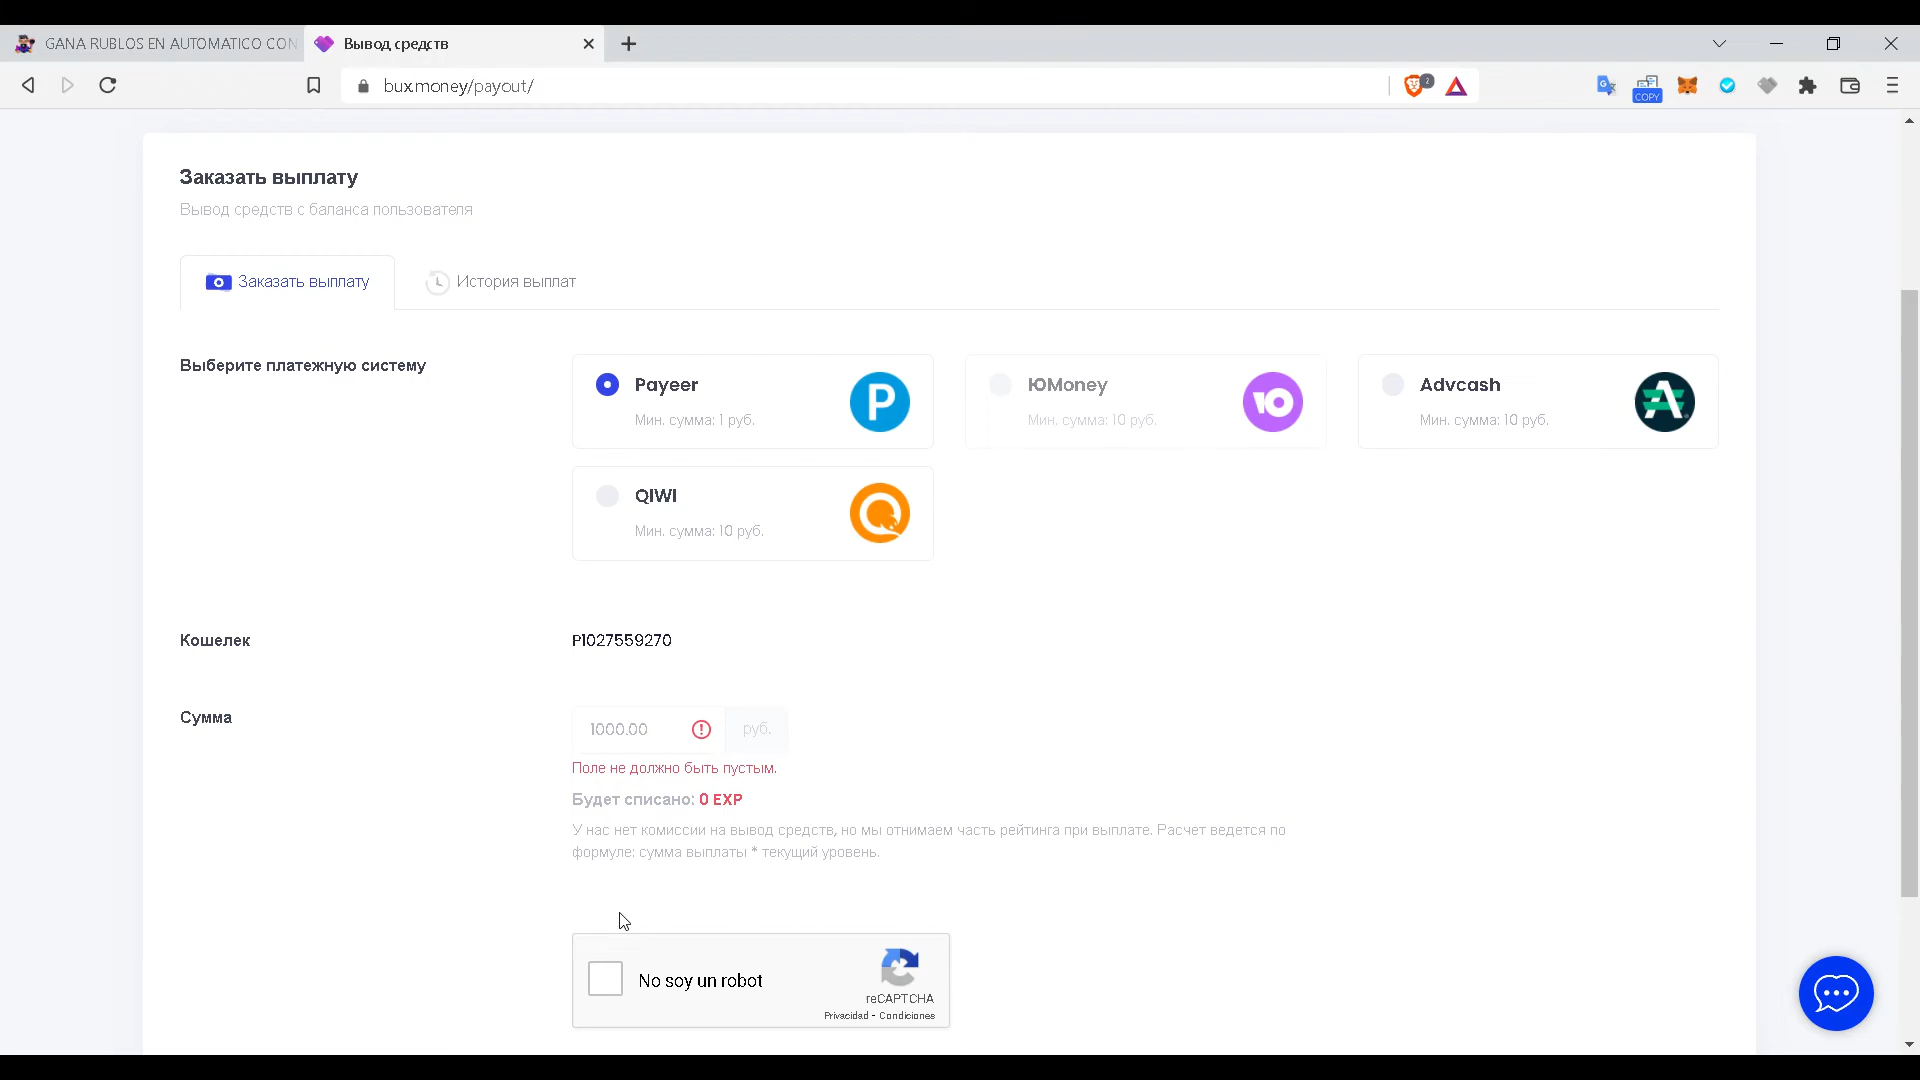 GANA RUBLOS EN AUTOMATICO CON
Вывод средств
bux.money/payout/
2
COPY
Заказать выплату
Вывод средств с баланса пользователя
Заказать выплату
История выплат
Выберите платежную систему
Payeer
Мин. сумма: 1 руб.
ЮMoney
Мин. сумма: 10 руб.
Advcash
Мин. сумма: 10 руб.
QIWI
Мин. сумма: 10 руб.
Кошелек
P1027559270
Сумма
1000.00
руб.
Поле не должно быть пустым.
Будет списано: 0 EXP
У нас нет комиссии на вывод средств, но мы отнимаем часть рейтинга при выплате. Расчет ведется по
формуле: сумма выплаты * текущий уровень.
No soy un robot
reCAPTCHA
Privacidad - Condiciones